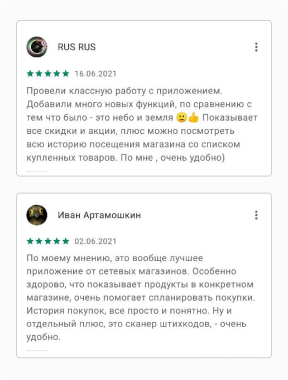 RUS RUS
★★★★★ 16.06.2021
Провели классную работу с приложением.
Добавили много новых функций, по сравнению с
тем что было - это небо и земля 🙂👍 Показывает
все скидки и акции, плюс можно посмотреть
всю историю посещения магазина со списком
купленных товаров. По мне , очень удобно)
Иван Артамошкин
★★★★★ 02.06.2021
По моему мнению, это вообще лучшее
приложение от сетевых магазинов. Особенно
здорово, что показывает продукты в конкретном
магазине, очень помогает спланировать покупки.
История покупок, все просто и понятно. Ну и
отдельный плюс, это сканер штихкодов, - очень
удобно.